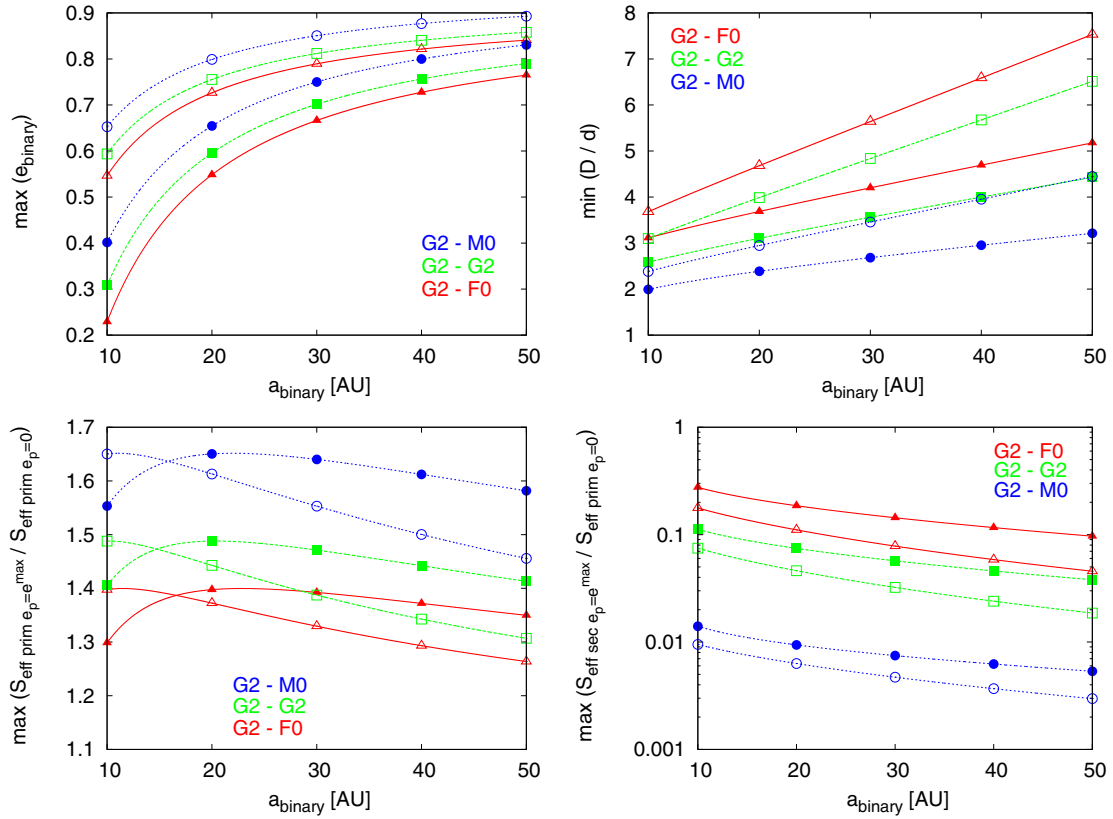 max (e_binary)
0.9
0.8
0.7
0.6
0.5
0.4
0.3
0.2
10 20 30 40 50
a_binary [AU]
G2 - M0
G2 - G2
G2 - F0
min (D / d)
8
7
6
5
4
3
2
1
10 20 30 40 50
a_binary [AU]
G2 - F0
G2 - G2
G2 - M0
max (S_eff prim e_p=e^max / S_eff prim e_p=0)
1.7
1.6
1.5
1.4
1.3
1.2
1.1
10 20 30 40 50
a_binary [AU]
G2 - M0
G2 - G2
G2 - F0
max (S_eff sec e_p=e^max / S_eff prim e_p=0)
1
0.1
0.01
0.001
10 20 30 40 50
a_binary [AU]
G2 - F0
G2 - G2
G2 - M0